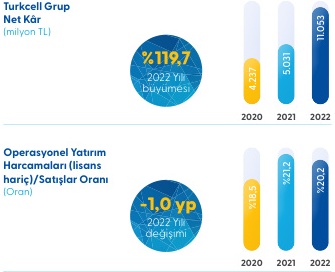 Turkcell Grup
Net Kâr
(milyon TL)
%119,7
2022 Yılı
büyümesi
4.237
5.031
11.053
2020
2021
2022
Operasyonel Yatırım
Harcamaları (lisans
hariç)/Satışlar Oranı
(Oran)
-1,0 yp
2022 Yılı
değişimi
%18,5
%21,2
%20,2
2020
2021
2022